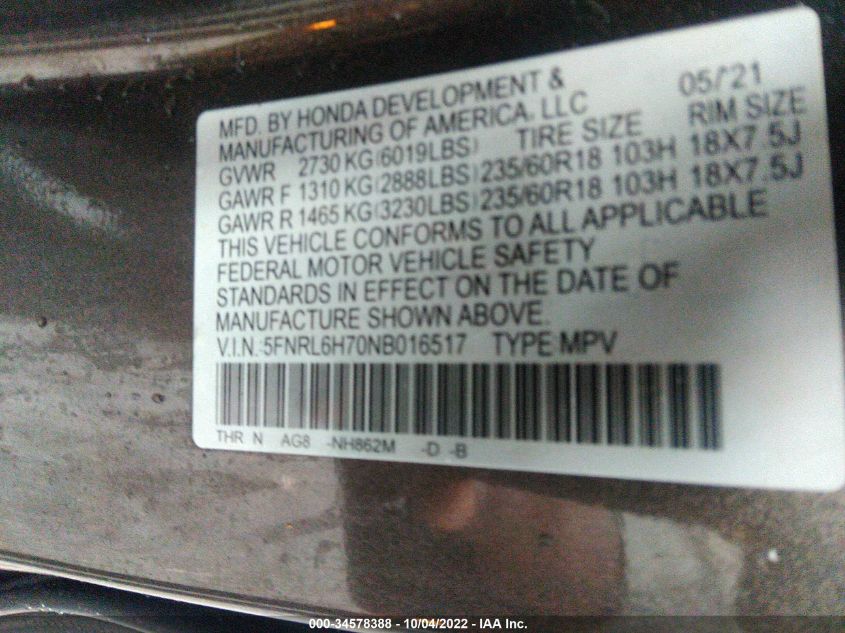 MFD. BY HONDA DEVELOPMENT & 05/'21
MANUFACTURING OF AMERICA, LLC
GVWR 2730 KG (6019LBS) TIRE SIZE RIM SIZE
GAWR F 1310 KG (2888LBS) 235/60R18 103H 18X7.5J
GAWR R 1465 KG (3230LBS) 235/60R18 103H 18X7.5J
THIS VEHICLE CONFORMS TO ALL APPLICABLE
FEDERAL MOTOR VEHICLE SAFETY
STANDARDS IN EFFECT ON THE DATE OF
MANUFACTURE SHOWN ABOVE.
V.I.N.:5FNRL6H70NB016517 TYPE:MPV
THR N AG8 -NH862M -D -B
000-34578388 - 10/04/2022 - IAA Inc.